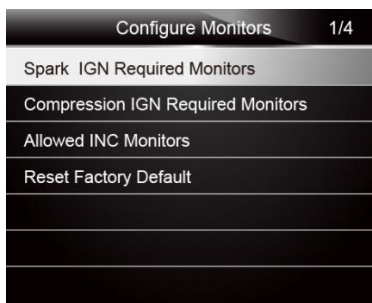 Configure Monitors 1/4
Spark IGN Required Monitors
Compression IGN Required Monitors
Allowed INC Monitors
Reset Factory Default